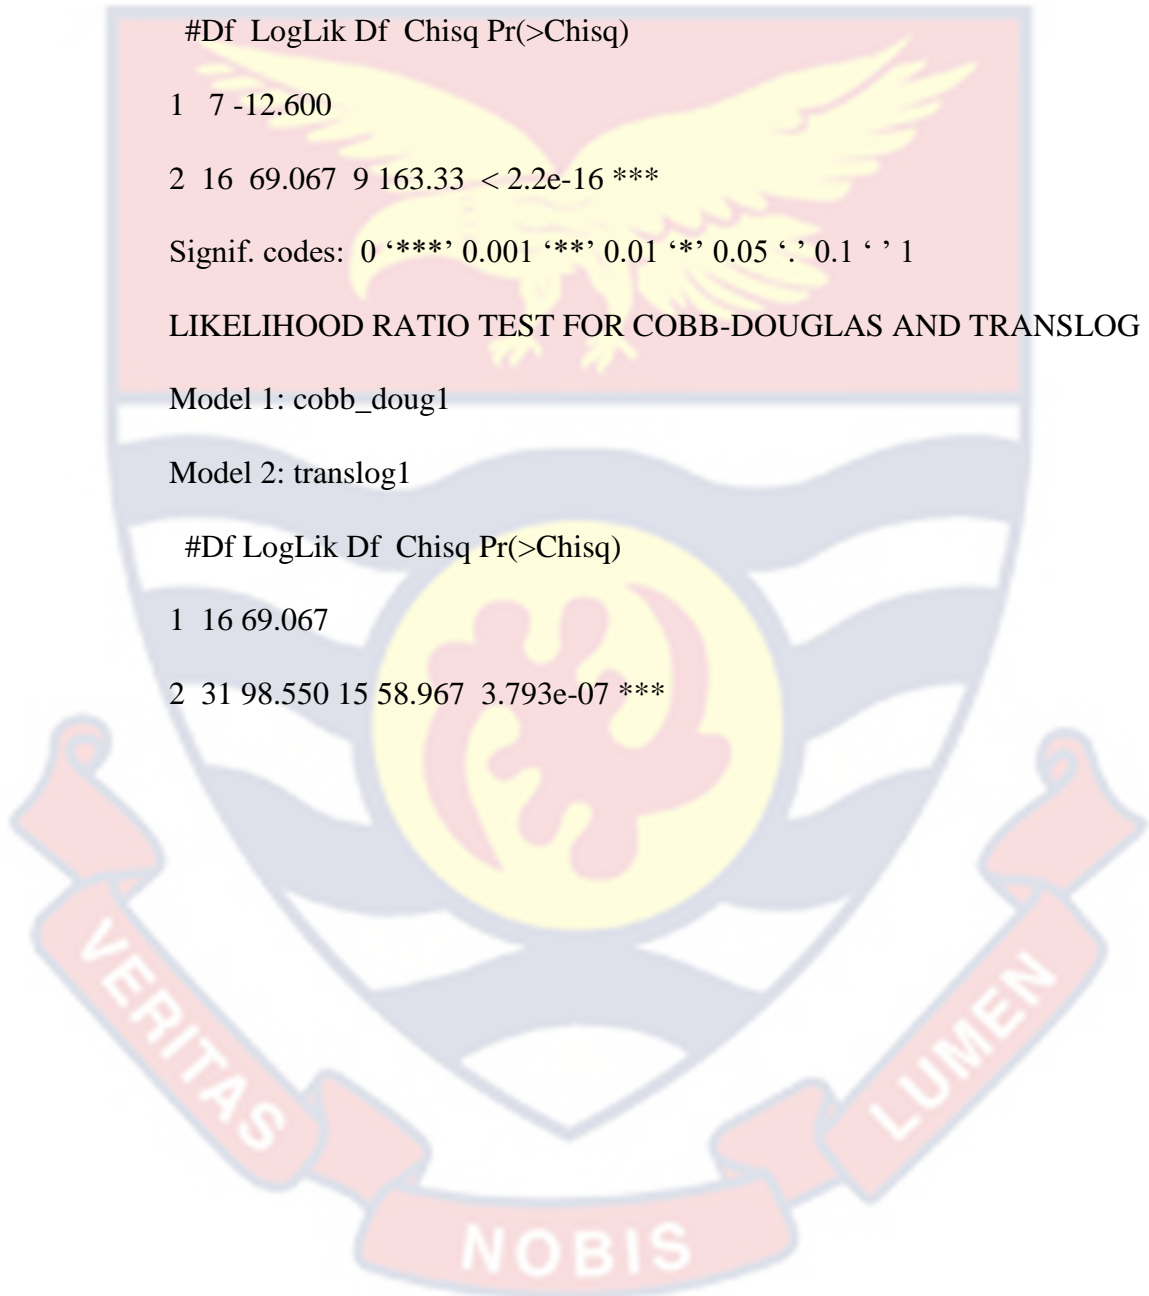 #Df LogLik Df Chisq Pr(>Chisq)
1 7 -12.600
2 16 69.067 9 163.33 < 2.2e-16 ***
Signif. codes: 0 ‘***’ 0.001 ‘**’ 0.01 ‘*’ 0.05 ‘.’ 0.1 ‘ ’ 1
LIKELIHOOD RATIO TEST FOR COBB-DOUGLAS AND TRANSLOG
Model 1: cobb_doug1
Model 2: translog1
#Df LogLik Df Chisq Pr(>Chisq)
1 16 69.067
2 31 98.550 15 58.967 3.793e-07 ***
VERITAS
NOBIS
LUMEN